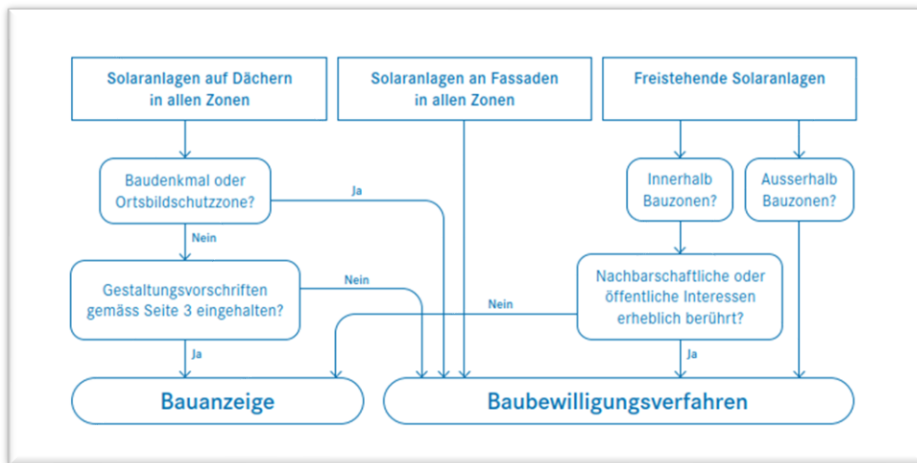 Solaranlagen auf Dächern
in allen Zonen
Solaranlagen an Fassaden
in allen Zonen
Freistehende Solaranlagen
Baudenkmal oder
Ortsbildschutzzone?
Ja
Innerhalb
Bauzonen?
Ausserhalb
Bauzonen?
Nein
Gestaltungsvorschriften
gemäss Seite 3 eingehalten?
Nein
Nein
Nachbarschaftliche oder
öffentliche Interessen
erheblich berührt?
Ja
Ja
Bauanzeige
Baubewilligungsverfahren